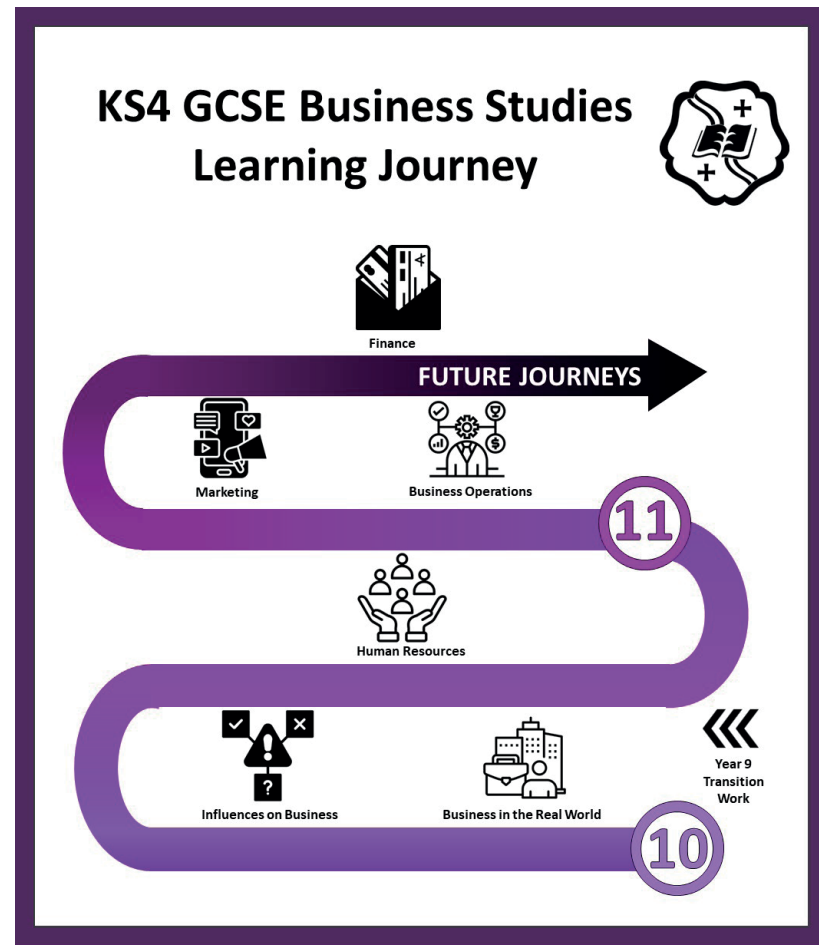 KS4 GCSE Business Studies
Learning Journey
Finance
FUTURE JOURNEYS
Marketing
Business Operations
11
Human Resources
Year 9
Transition
Work
Influences on Business
Business in the Real World
10